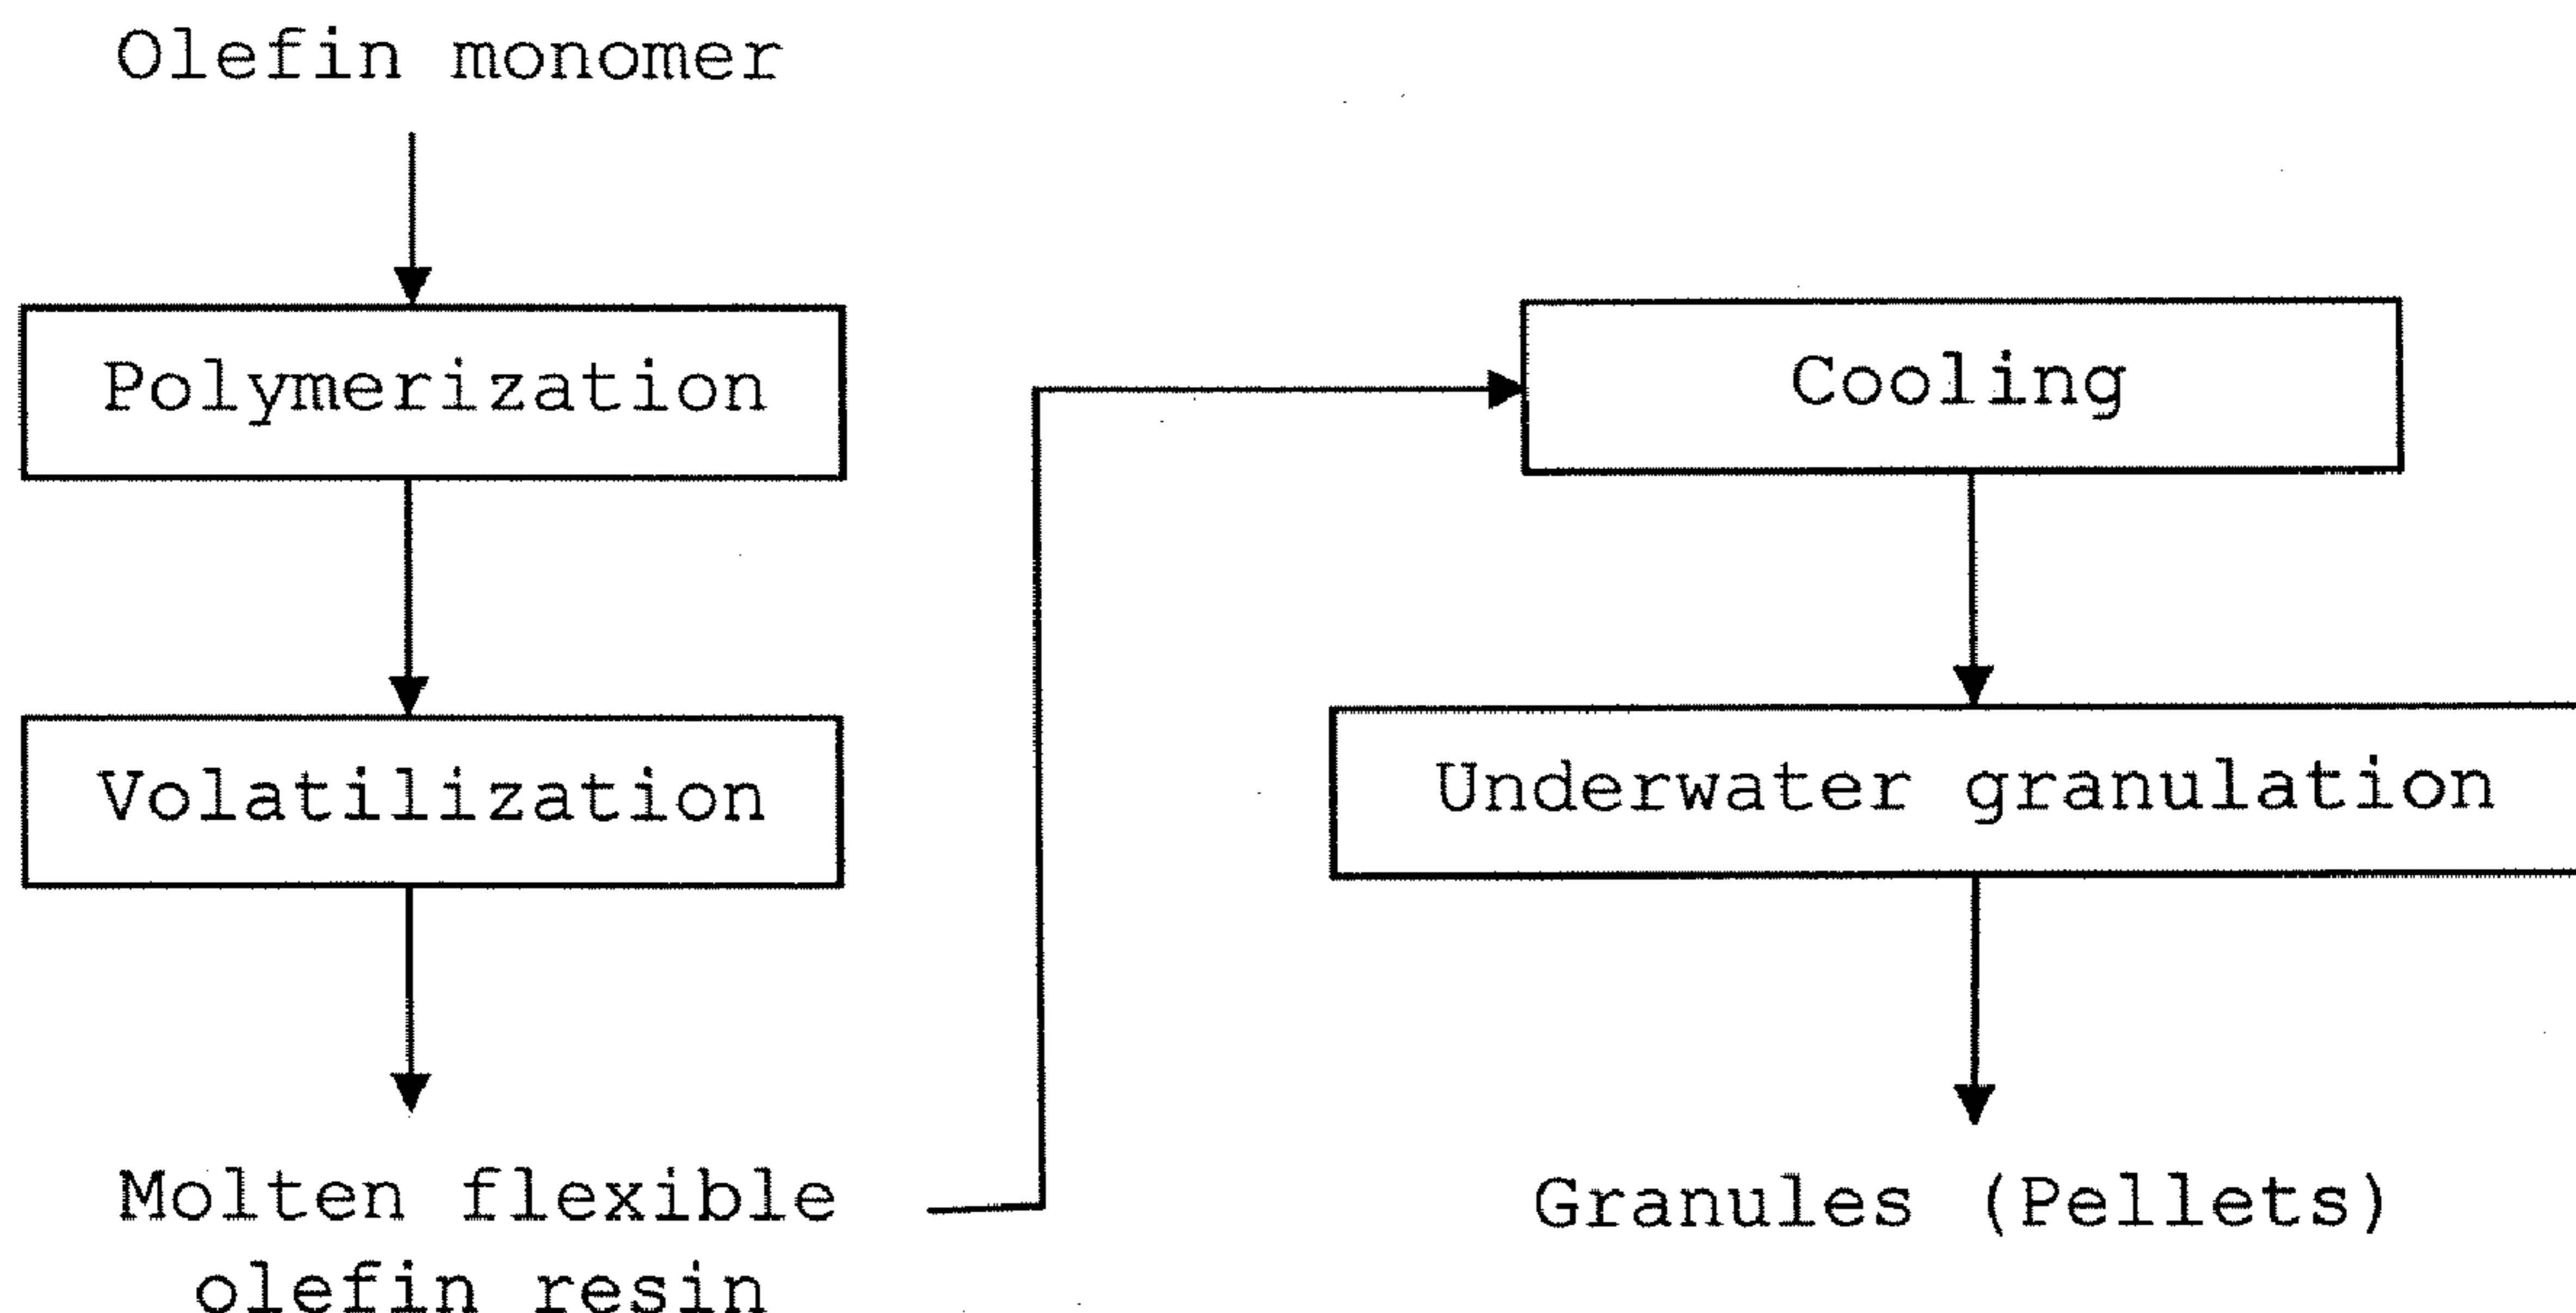 Olefin monomer
Polymerization
Volatilization
Molten flexible
olefin resin
Cooling
Underwater granulation
Granules (Pellets)